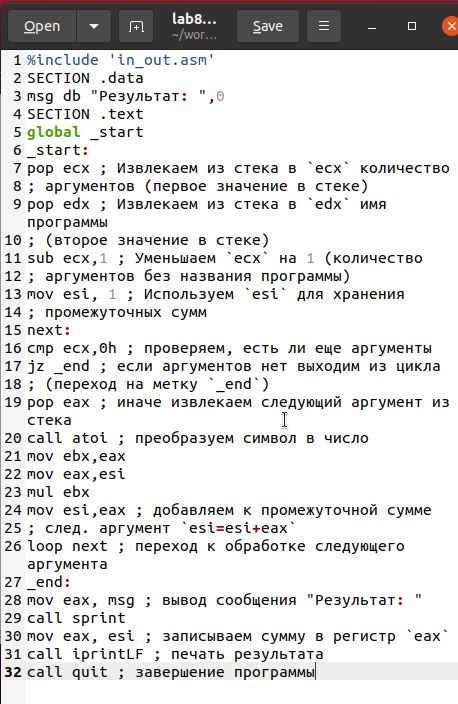 Open
lab8...
~/wor...
Save
1 %include 'in_out.asm'
2 SECTION .data
3 msg db "Результат: ",0
4 SECTION .text
5 global _start
6 _start:
7 pop ecx ; Извлекаем из стека в `ecx` количество
8 ; аргументов (первое значение в стеке)
9 pop edx ; Извлекаем из стека в `edx` имя
программы
10 ; (второе значение в стеке)
11 sub ecx,1 ; Уменьшаем `ecx` на 1 (количество
12 ; аргументов без названия программы)
13 mov esi, 1 ; Используем `esi` для хранения
14 ; промежуточных сумм
15 next:
16 cmp ecx,0h ; проверяем, есть ли еще аргументы
17 jz _end ; если аргументов нет выходим из цикла
18 ; (переход на метку `_end`)
19 pop eax ; иначе извлекаем следующий аргумент из
стека
20 call atoi ; преобразуем символ в число
21 mov ebx,eax
22 mov eax,esi
23 mul ebx
24 mov esi,eax ; добавляем к промежуточной сумме
25 ; след. аргумент `esi=esi+eax`
26 loop next ; переход к обработке следующего
аргумента
27 _end:
28 mov eax, msg ; вывод сообщения "Результат: "
29 call sprint
30 mov eax, esi ; записываем сумму в регистр `eax`
31 call iprintLF ; печать результата
32 call quit ; завершение программы